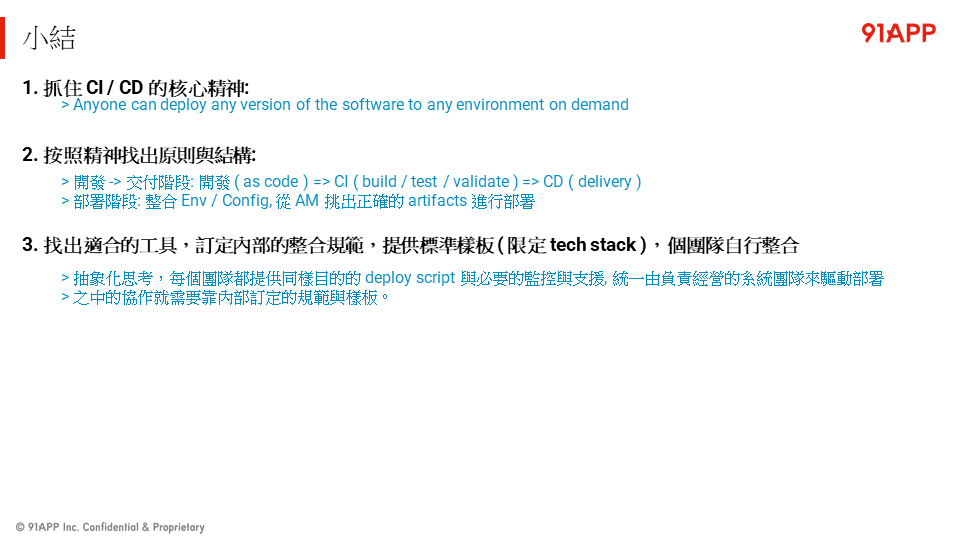 小結
91APP
1. 抓住 CI / CD 的核心精神:
> Anyone can deploy any version of the software to any environment on demand
2. 按照精神找出原則與結構:
> 開發 -> 交付階段: 開發 ( as code ) => CI ( build / test / validate ) => CD ( delivery )
> 部署階段: 整合 Env / Config, 從 AM 挑出正確的 artifacts 進行部署
3. 找出適合的工具，訂定內部的整合規範，提供標準樣板 ( 限定 tech stack )，個團隊自行整合
> 抽象化思考，每個團隊都提供同樣目的的 deploy script 與必要的監控與支援, 統一由負責經營的系統團隊來驅動部署
> 之中的協作就需要靠內部訂定的規範與樣板。
© 91APP Inc. Confidential & Proprietary